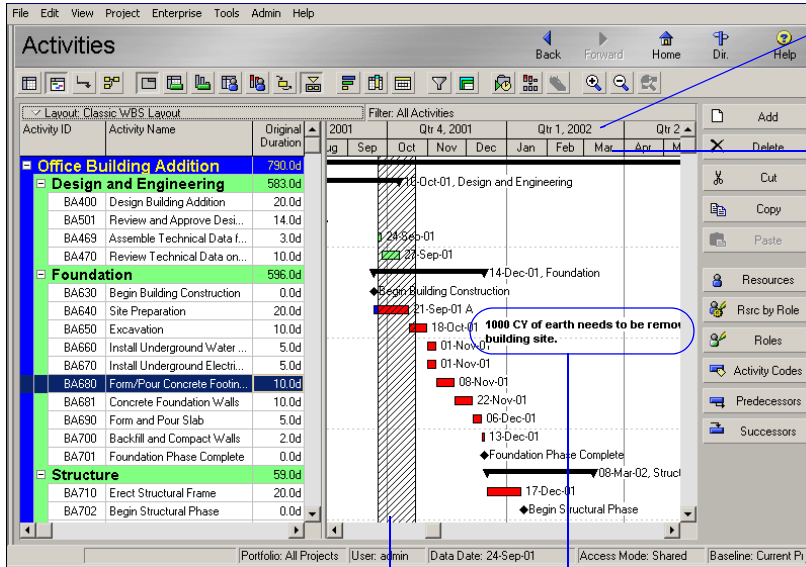 File Edit View Project Enterprise Tools Admin Help
Activities
Back Forward Home Dir. Help
Layout: Classic WBS Layout Filter: All Activities
Activity ID Activity Name Original Duration
2001 Qtr 4, 2001 Qtr 1, 2002 Qtr 2
ug Sep Oct Nov Dec Jan Feb Mar Apr M
Office Building Addition 790.0d
Design and Engineering 583.0d
-Oct-01, Design and Engineering
BA400 Design Building Addition 20.0d
BA501 Review and Approve Desi... 14.0d
BA469 Assemble Technical Data f... 3.0d 24-Sep-01
BA470 Review Technical Data on... 10.0d 27-Sep-01
Foundation 596.0d 14-Dec-01, Foundation
BA630 Begin Building Construction 0.0d Begin Building Construction
BA640 Site Preparation 20.0d 21-Sep-01 A
BA650 Excavation 10.0d 18-Oct-01
1000 CY of earth needs to be remov
building site.
BA660 Install Underground Water ... 5.0d 01-Nov-01
BA670 Install Underground Electri... 5.0d 01-Nov-01
BA680 Form/Pour Concrete Footin... 10.0d 08-Nov-01
BA681 Concrete Foundation Walls 10.0d 22-Nov-01
BA690 Form and Pour Slab 5.0d 06-Dec-01
BA700 Backfill and Compact Walls 2.0d 13-Dec-01
BA701 Foundation Phase Complete 0.0d Foundation Phase Complete
Structure 59.0d 08-Mar-02, Struct
BA710 Erect Structural Frame 20.0d 17-Dec-01
BA702 Begin Structural Phase 0.0d Begin Structural Phase
Add
Delete
Cut
Copy
Paste
Resources
Rsrc by Role
Roles
Activity Codes
Predecessors
Successors
Portfolio: All Projects User: admin Data Date: 24-Sep-01 Access Mode: Shared Baseline: Current Pr